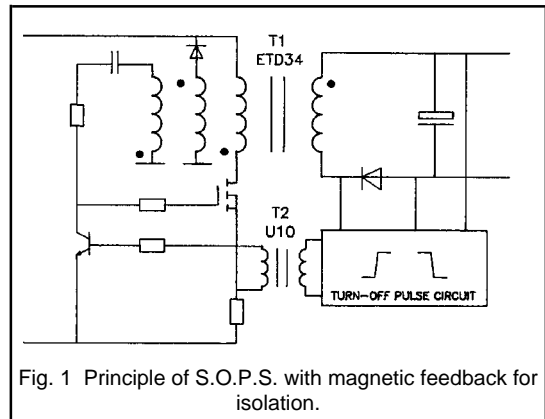 T1
ETD34
T2
U10
TURN-OFF PULSE CIRCUIT
Fig. 1 Principle of S.O.P.S. with magnetic feedback for
isolation.